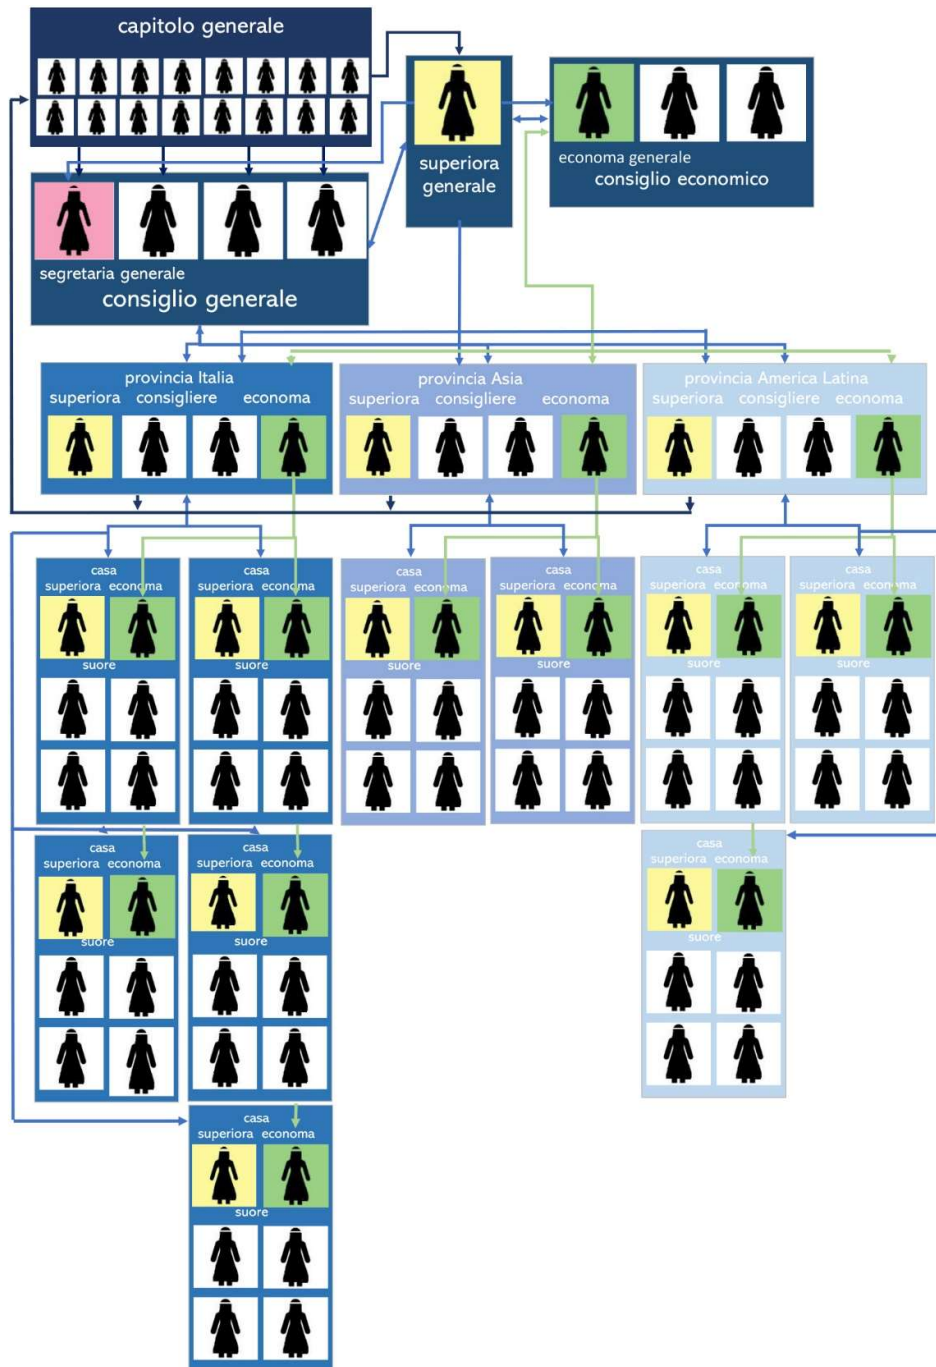 capitolo generale
superiora
generale
economa generale
consiglio economico
segretaria generale
consiglio generale
provincia Italia
superiora consigliere economa
provincia Asia
superiora consigliere economa
provincia America Latina
superiora consigliere economa
casa
superiora economa
suore
casa
superiora economa
suore
casa
superiora economa
suore
casa
superiora economa
suore
casa
superiora economa
suore
casa
superiora economa
suore
casa
superiora economa
suore
casa
superiora economa
suore
casa
superiora economa
suore
casa
superiora economa
suore